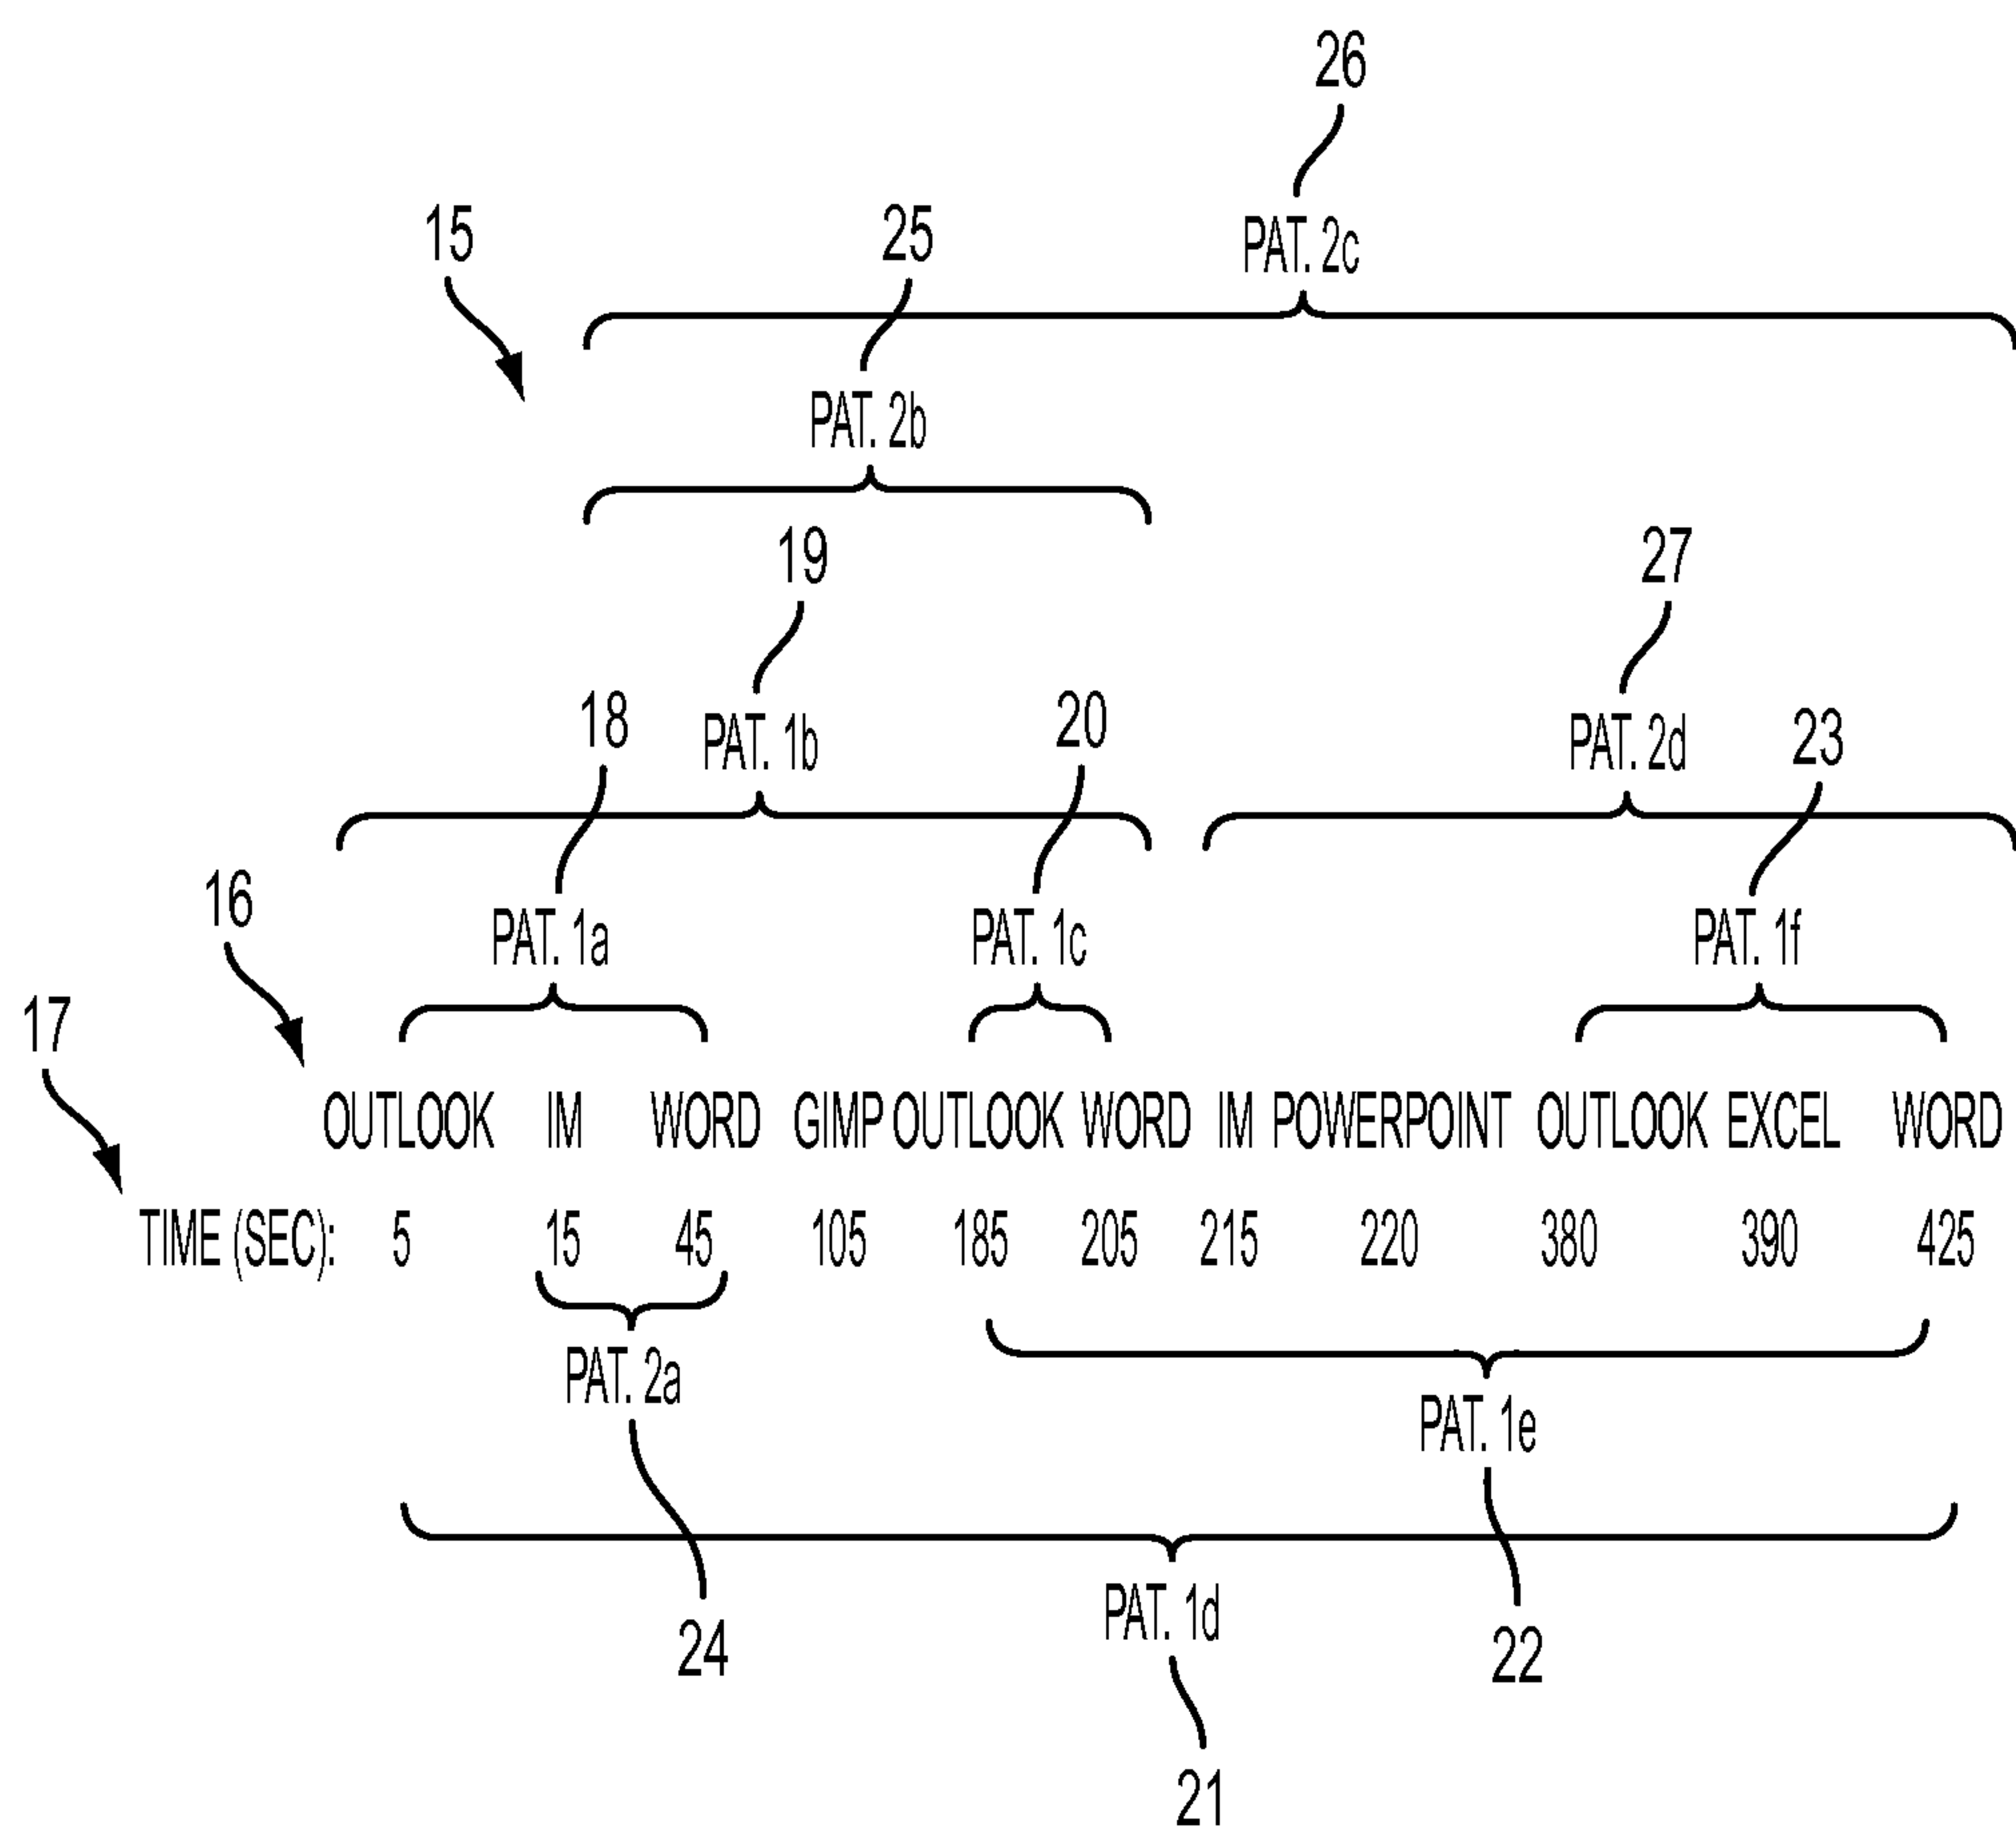 26
15 25
PAT. 2c
PAT. 2b
19 27
18 PAT. 1b 20 PAT. 2d 23
16 PAT. 1a PAT. 1c PAT. 1f
17
OUTLOOK IM WORD GIMP OUTLOOK WORD IM POWERPOINT OUTLOOK EXCEL WORD
TIME (SEC): 5 15 45 105 185 205 215 220 380 390 425
PAT. 2a
PAT. 1e
PAT. 1d
24 22
21